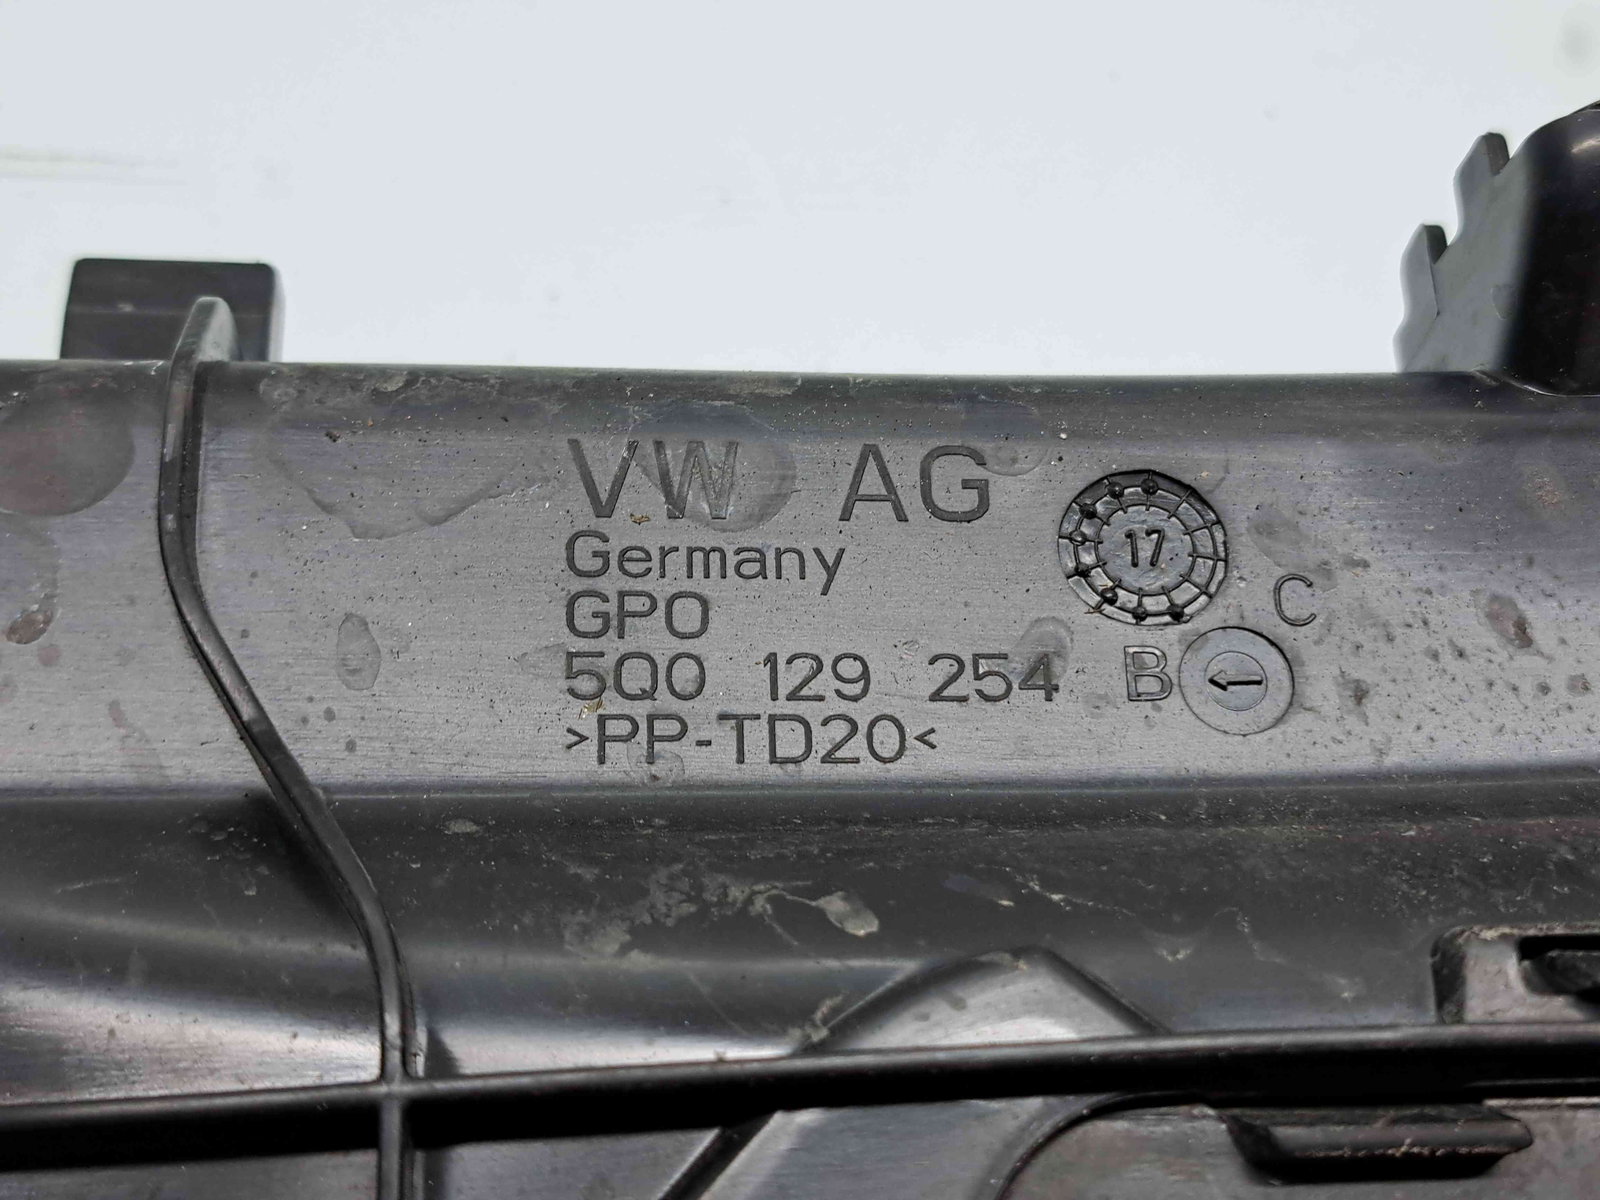 VW AG
Germany
GPO
5Q0 129 254 B
>PP-TD20<
17
C